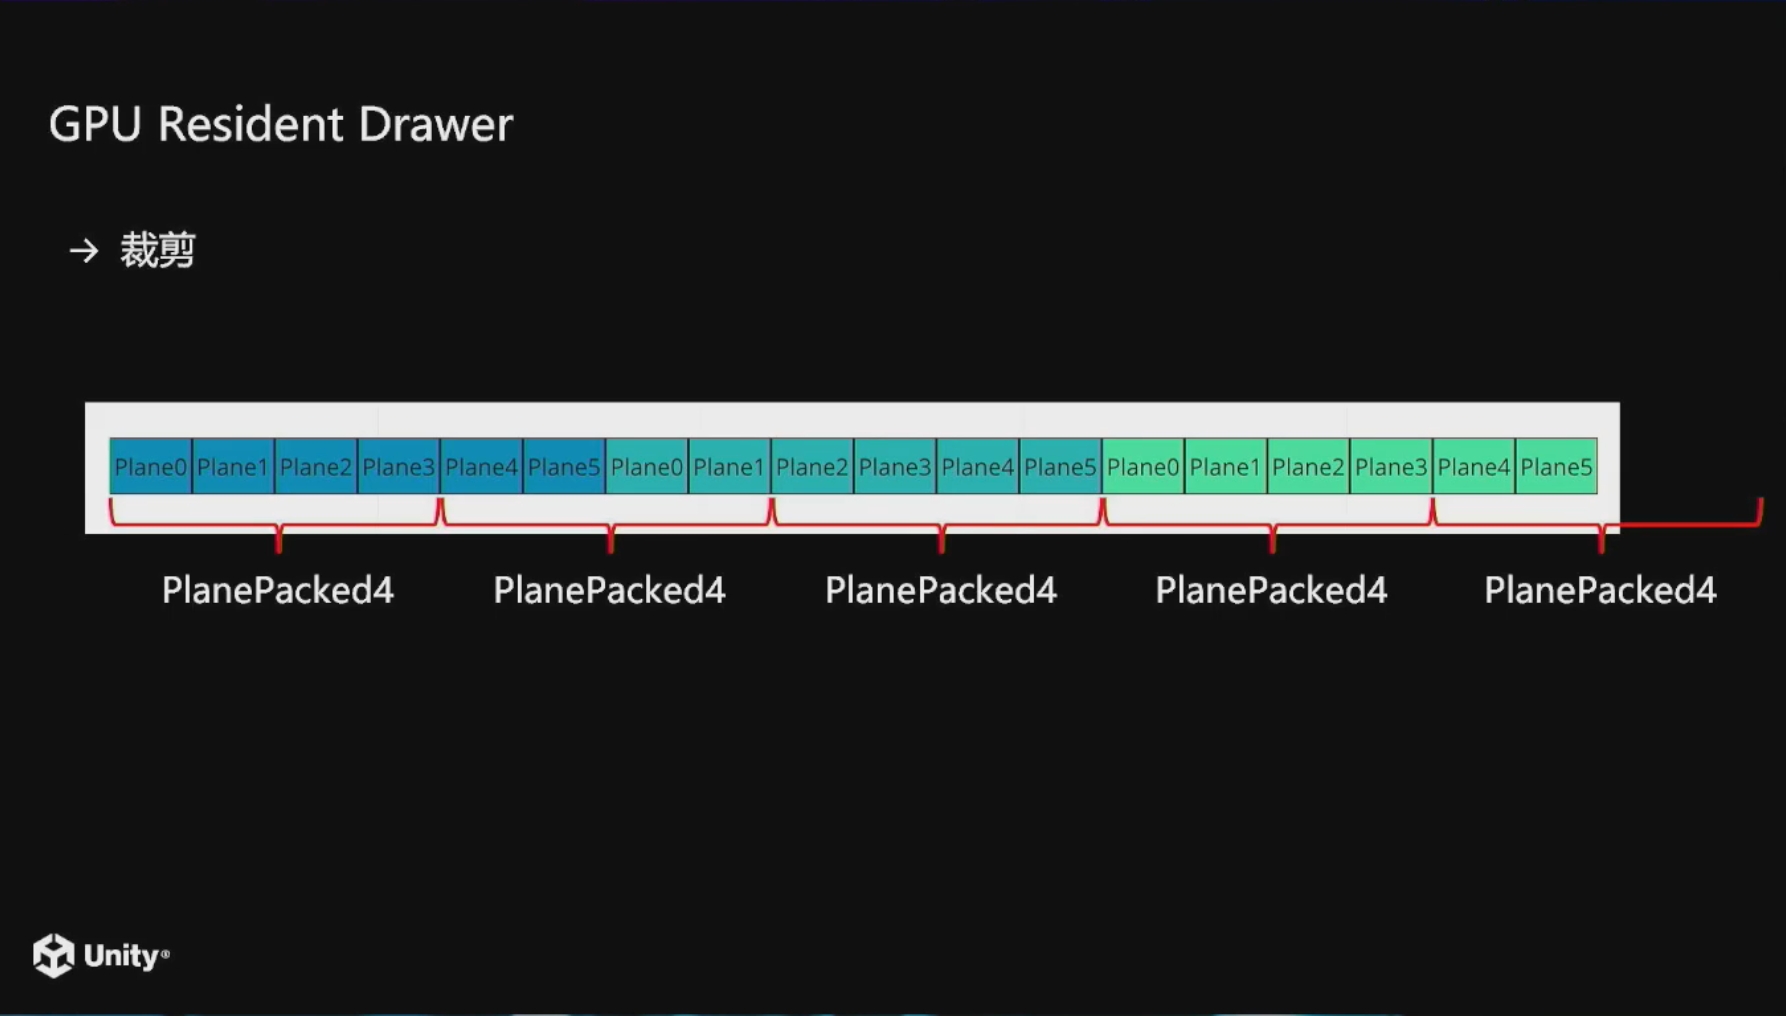 GPU Resident Drawer
→ 裁剪
Plane0 Plane1 Plane2 Plane3 Plane4 Plane5 Plane0 Plane1 Plane2 Plane3 Plane4 Plane5 Plane0 Plane1 Plane2 Plane3 Plane4 Plane5
PlanePacked4 PlanePacked4 PlanePacked4 PlanePacked4 PlanePacked4
Unity®